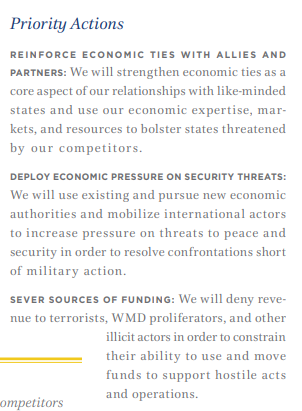 Priority Actions
REINFORCE ECONOMIC TIES WITH ALLIES AND
PARTNERS: We will strengthen economic ties as a
core aspect of our relationships with like-minded
states and use our economic expertise, mar-
kets, and resources to bolster states threatened
by our competitors.
DEPLOY ECONOMIC PRESSURE ON SECURITY THREATS:
We will use existing and pursue new economic
authorities and mobilize international actors
to increase pressure on threats to peace and
security in order to resolve confrontations short
of military action.
SEVER SOURCES OF FUNDING: We will deny reve-
nue to terrorists, WMD proliferators, and other
illicit actors in order to constrain
their ability to use and move
funds to support hostile acts
and operations.
ompetitors